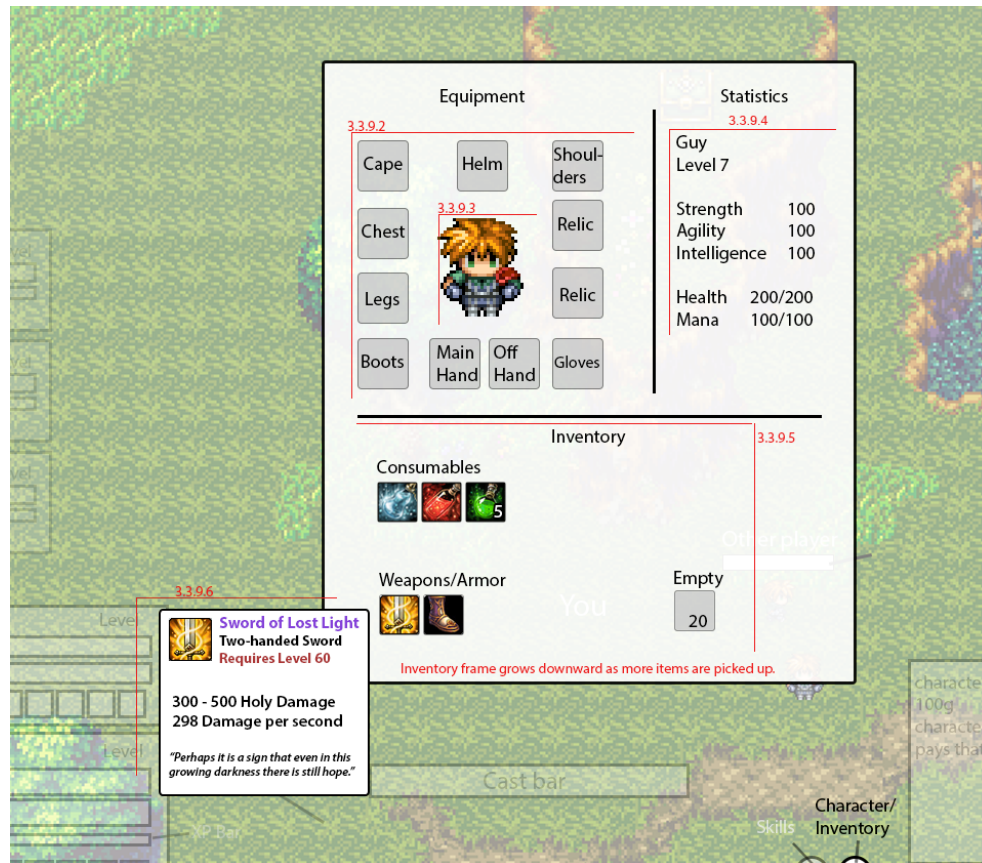 Equipment
Statistics
3.3.9.2
3.3.9.4
Cape
Helm
Shoul-
ders
Guy
Level 7
3.3.9.3
Chest
Relic
Strength 100
Agility 100
Intelligence 100
Legs
Relic
Health 200/200
Mana 100/100
Boots
Main
Hand
Off
Hand
Gloves
Inventory
3.3.9.5
Consumables
5
Other player
Weapons/Armor
Empty
You
20
3.3.9.6
Level
Sword of Lost Light
Two-handed Sword
Requires Level 60
Inventory frame grows downward as more items are picked up.
300 - 500 Holy Damage
298 Damage per second
"Perhaps it is a sign that even in this
growing darkness there is still hope."
characte
100g
characte
pays that
Level
Cast bar
XP Bar
Skills
Character/
Inventory